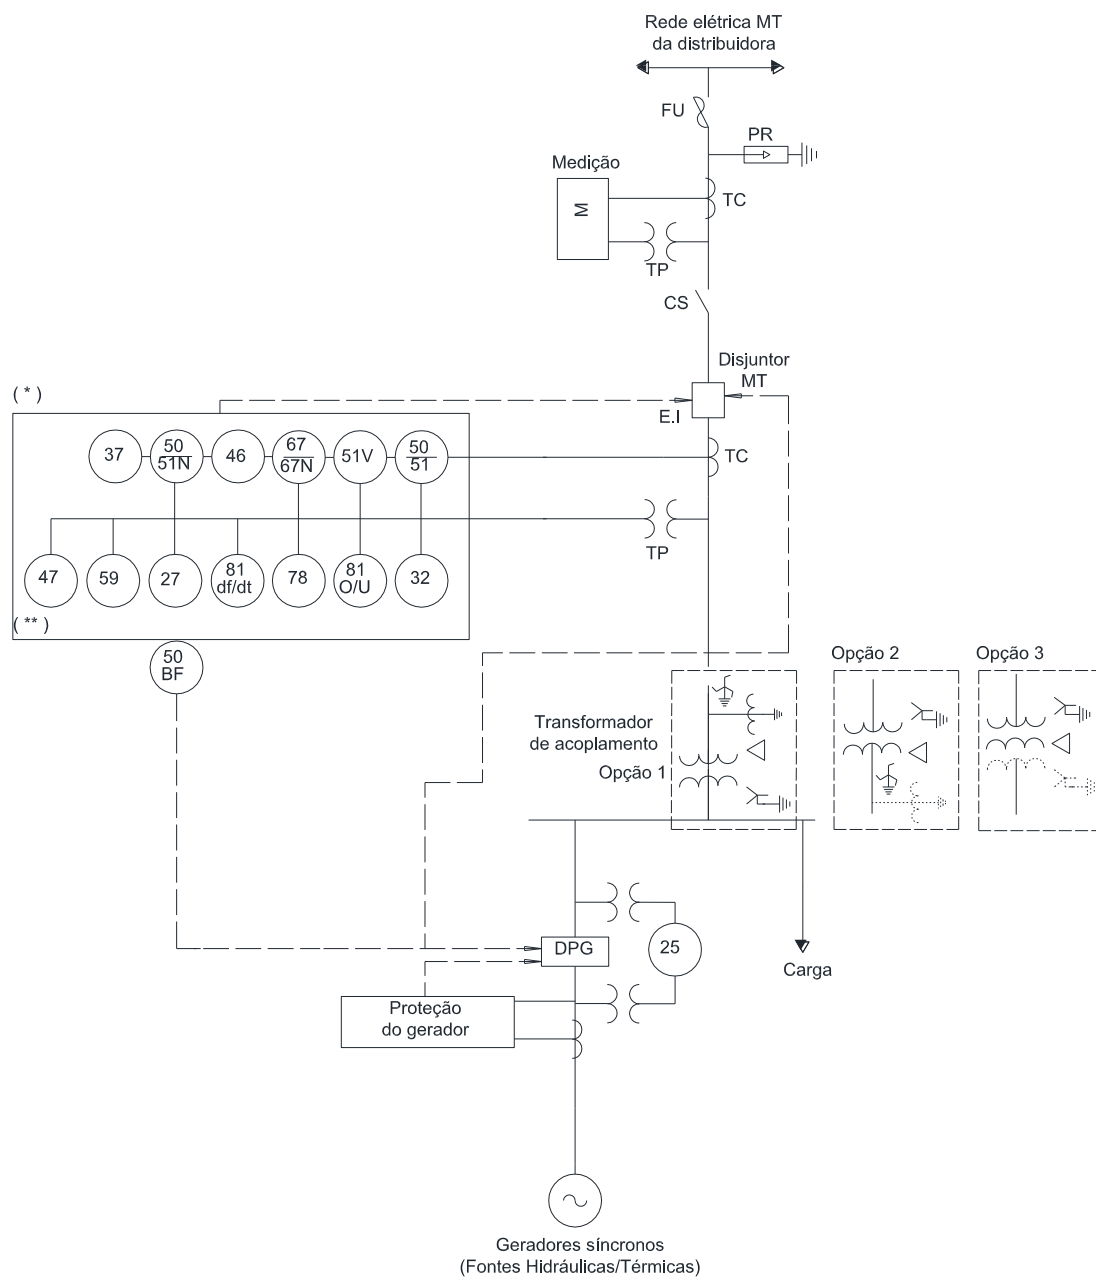 Rede elétrica MT
da distribuidora
FU
PR
Medição
M
TC
TP
CS
Disjuntor
MT
E.I
( * )
37
50
51N
46
67
67N
51V
50
51
TC
TP
47
59
27
81
df/dt
78
81
O/U
32
( ** )
50
BF
Transformador
de acoplamento
Opção 1
Opção 2
Opção 3
DPG
25
Carga
Proteção
do gerador
Geradores síncronos
(Fontes Hidráulicas/Térmicas)